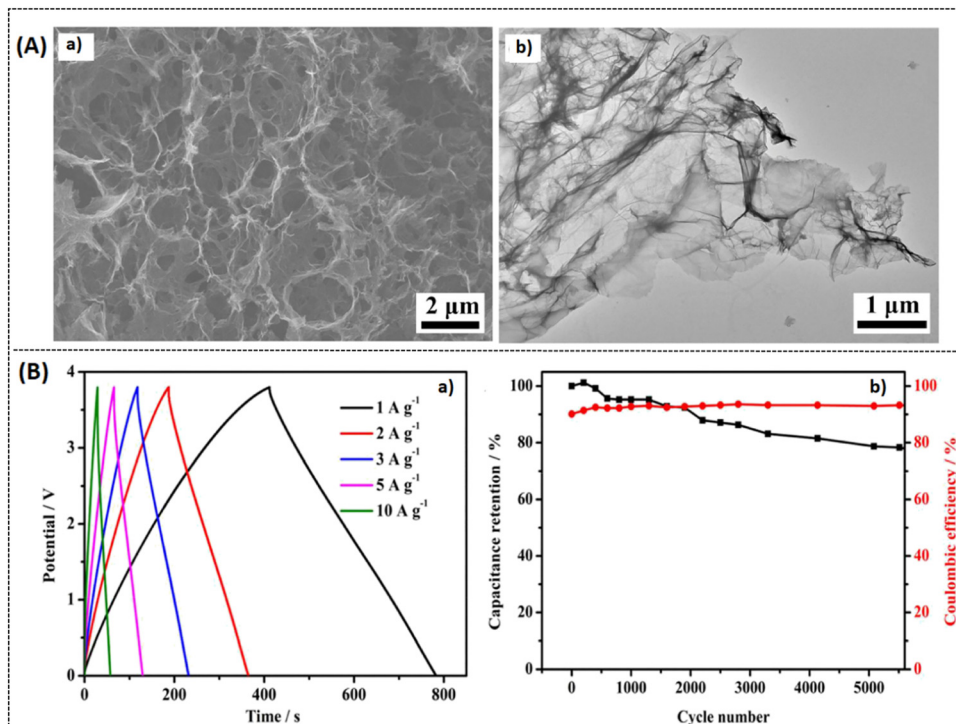 (A)
a)
2 μm
b)
1 μm
(B)
a)
4
3
2
1
0
Potential / V
0
200
400
600
800
Time / s
1 A g⁻¹
2 A g⁻¹
3 A g⁻¹
5 A g⁻¹
10 A g⁻¹
b)
100
80
60
40
20
0
Capacitance retention / %
0
1000
2000
3000
4000
5000
Cycle number
100
80
60
40
20
0
Coulombic efficiency / %